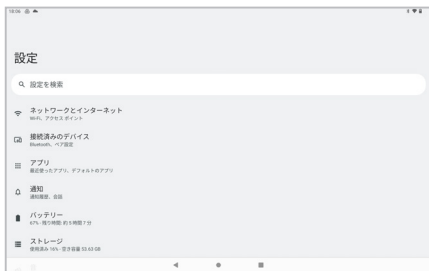 18:06
設定
設定を検索
ネットワークとインターネット
Wi-Fi、アクセス ポイント
接続済みのデバイス
Bluetooth、ペア設定
アプリ
最近使ったアプリ、デフォルトのアプリ
通知
通知履歴、会話
バッテリー
67% - 残り時間: 約 5 時間 7 分
ストレージ
使用済み 16% - 空き容量 53.63 GB